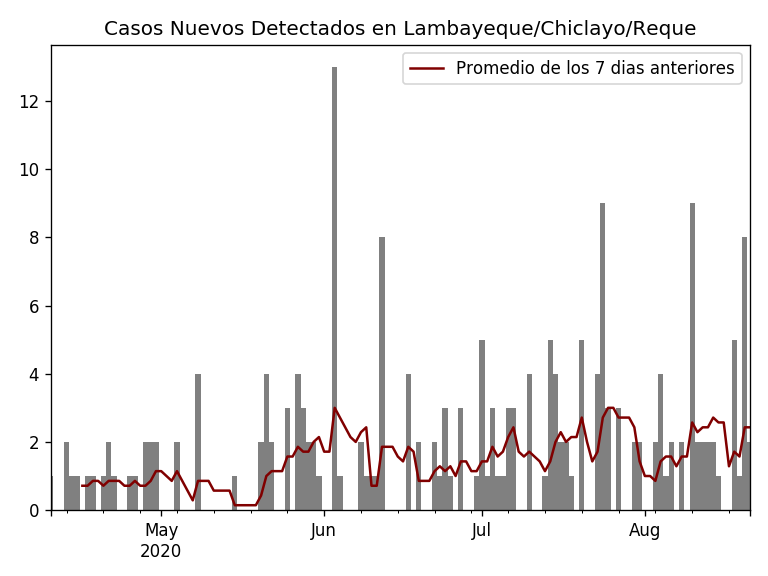 Casos Nuevos Detectados en Lambayeque/Chiclayo/Reque
Promedio de los 7 dias anteriores
12
10
8
6
4
2
0
May
2020
Jun
Jul
Aug